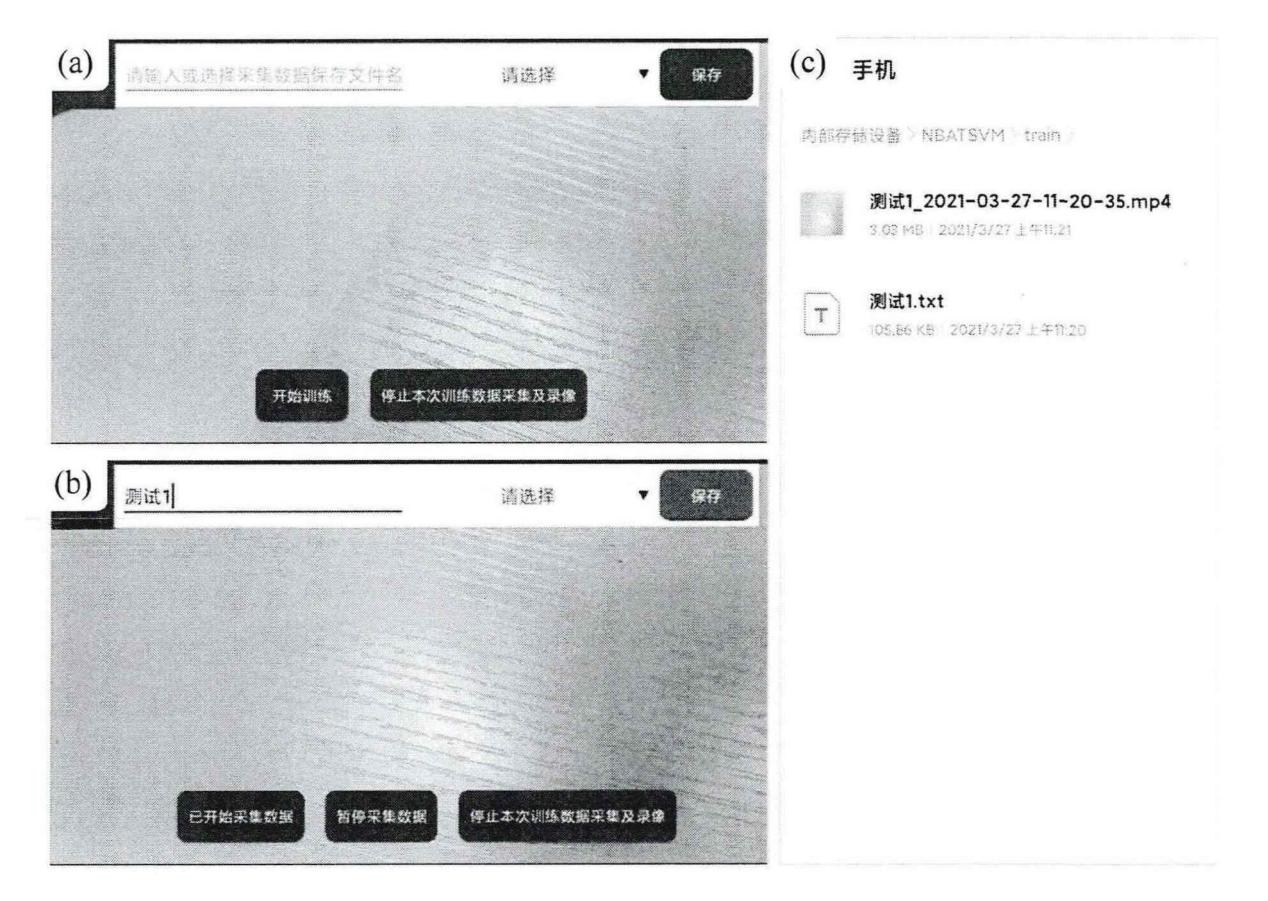 (a)
请输入或选择采集数据保存文件名 请选择 ▼ 保存
开始训练 停止本次训练数据采集及录像
(b)
测试1 请选择 ▼ 保存
已开始采集数据 暂停采集数据 停止本次训练数据采集及录像
(c) 手机
内部存储设备 > NBATSVM > train >
测试1_2021-03-27-11-20-35.mp4
3.03 MB | 2021/3/27 上午11:21
测试1.txt
105.86 KB | 2021/3/27 上午11:20